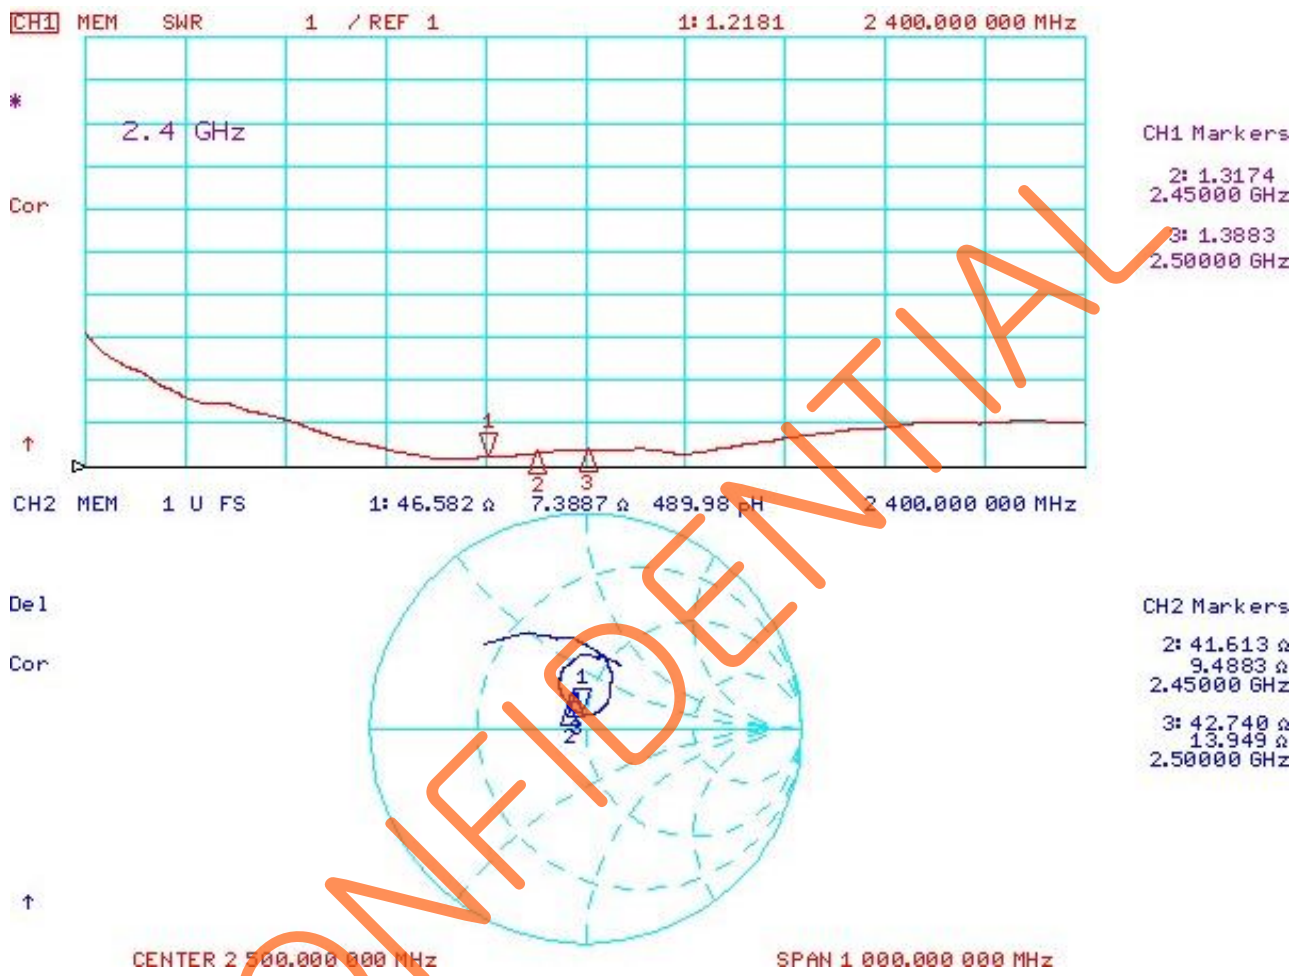 CH1 MEM SWR 1 / REF 1 1: 1.2181 2 400.000 000 MHz
*
2.4 GHz
CH1 Markers
2: 1.3174
2.45000 GHz
Cor
3: 1.3883
2.50000 GHz
1
↑
2 3
CH2 MEM 1 U FS 1: 46.582 Ω 7.3887 Ω 489.98 pH 2 400.000 000 MHz
Del
CH2 Markers
2: 41.613 Ω
9.4883 Ω
2.45000 GHz
Cor
1
2
3: 42.740 Ω
13.949 Ω
2.50000 GHz
↑
CENTER 2 500.000 000 MHz SPAN 1 000.000 000 MHz
CONFIDENTIAL